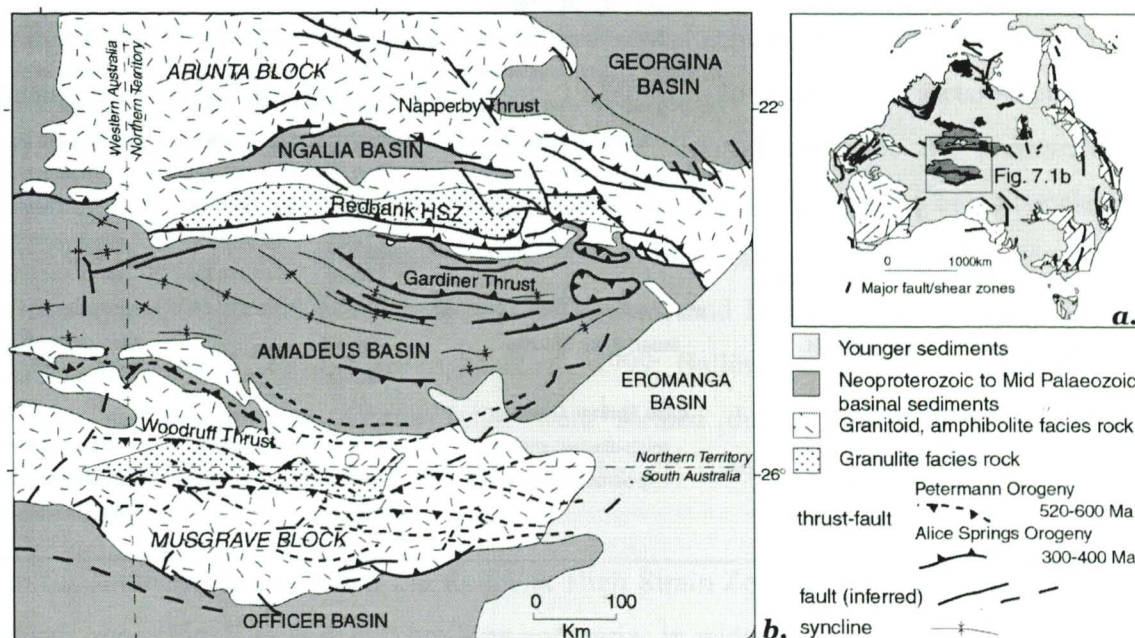 ARUNTA BLOCK
GEORGINA
BASIN
Western Australia
Northern Territory
Napperby Thrust
22°
NGALIA BASIN
Redbank HSZ
Gardiner Thrust
AMADEUS BASIN
EROMANGA
BASIN
Woodruff Thrust
Northern Territory
South Australia
26°
MUSGRAVE BLOCK
OFFICER BASIN
0 100
Km
b.
Fig. 7.1b
0 1000km
Major fault/shear zones
a.
Younger sediments
Neoproterozoic to Mid Palaeozoic
basinal sediments
Granitoid, amphibolite facies rock
Granulite facies rock
Petermann Orogeny
520-600 Ma
thrust-fault
Alice Springs Orogeny
300-400 Ma
fault (inferred)
syncline